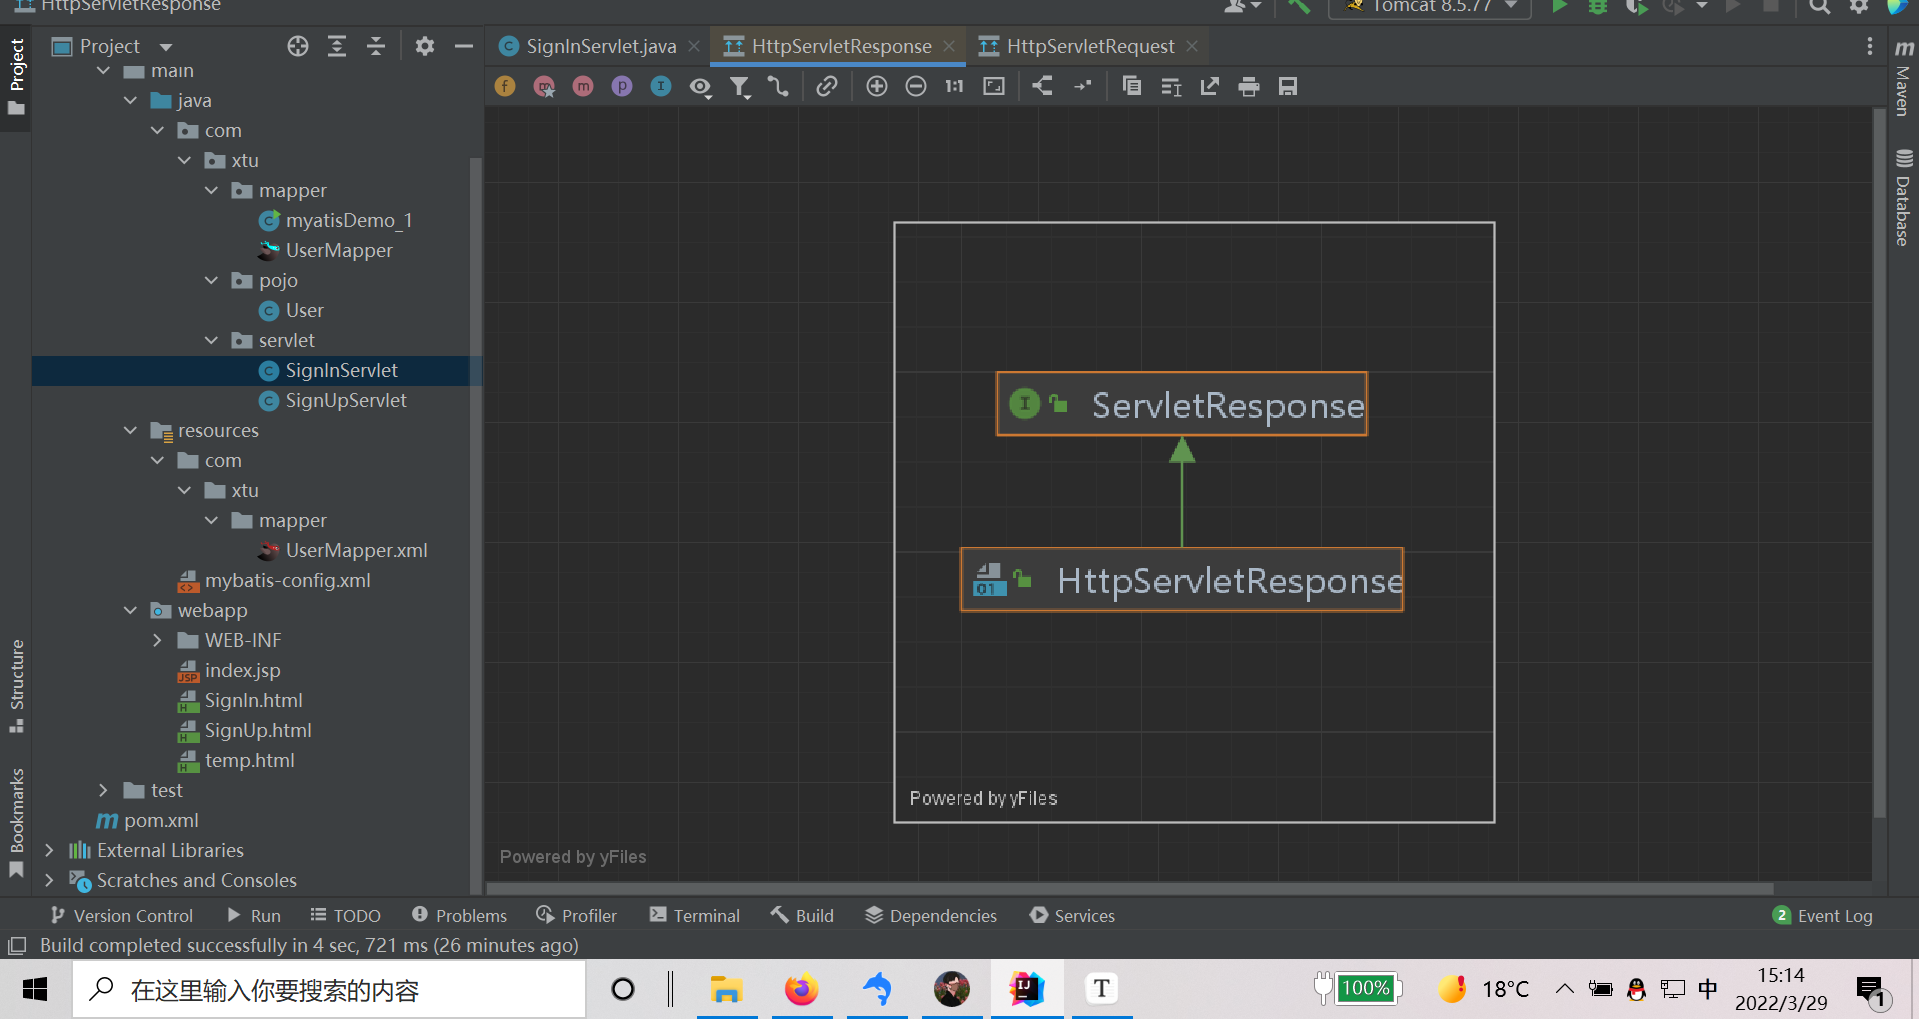 HttpServletResponse
Tomcat 8.5.77
Project
Project
SignInServlet.java
HttpServletResponse
HttpServletRequest
main
java
com
xtu
mapper
myatisDemo_1
UserMapper
pojo
User
servlet
SignInServlet
SignUpServlet
resources
com
xtu
mapper
UserMapper.xml
mybatis-config.xml
webapp
WEB-INF
index.jsp
SignIn.html
SignUp.html
temp.html
test
pom.xml
External Libraries
Scratches and Consoles
Structure
Bookmarks
1:1
ServletResponse
HttpServletResponse
Powered by yFiles
Powered by yFiles
Maven
Database
Version Control
Run
TODO
Problems
Profiler
Terminal
Build
Dependencies
Services
2 Event Log
Build completed successfully in 4 sec, 721 ms (26 minutes ago)
在这里输入你要搜索的内容
100%
18°C
中
15:14
2022/3/29
1